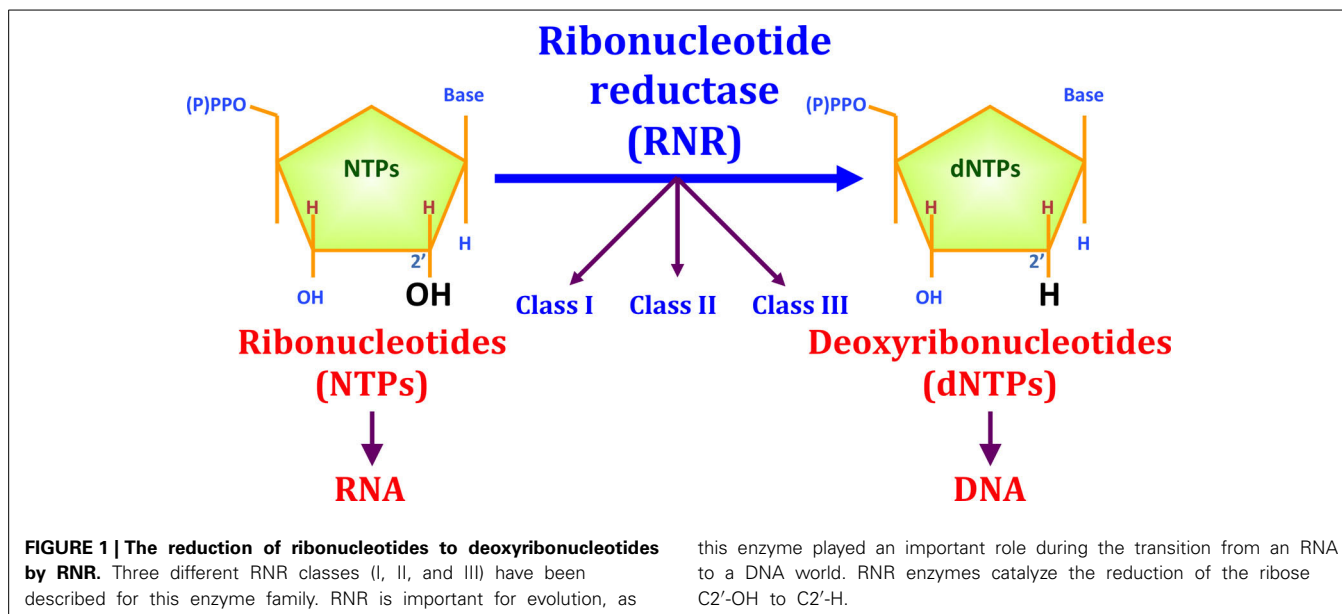 Ribonucleotide
reductase
(RNR)
(P)PPO
Base
NTPs
H
H
H
2’
OH
OH
(P)PPO
Base
dNTPs
H
H
H
2’
OH
H
Class I
Class II
Class III
Ribonucleotides
(NTPs)
RNA
Deoxyribonucleotides
(dNTPs)
DNA
FIGURE 1 | The reduction of ribonucleotides to deoxyribonucleotides
by RNR. Three different RNR classes (I, II, and III) have been
described for this enzyme family. RNR is important for evolution, as
this enzyme played an important role during the transition from an RNA
to a DNA world. RNR enzymes catalyze the reduction of the ribose
C2′-OH to C2′-H.